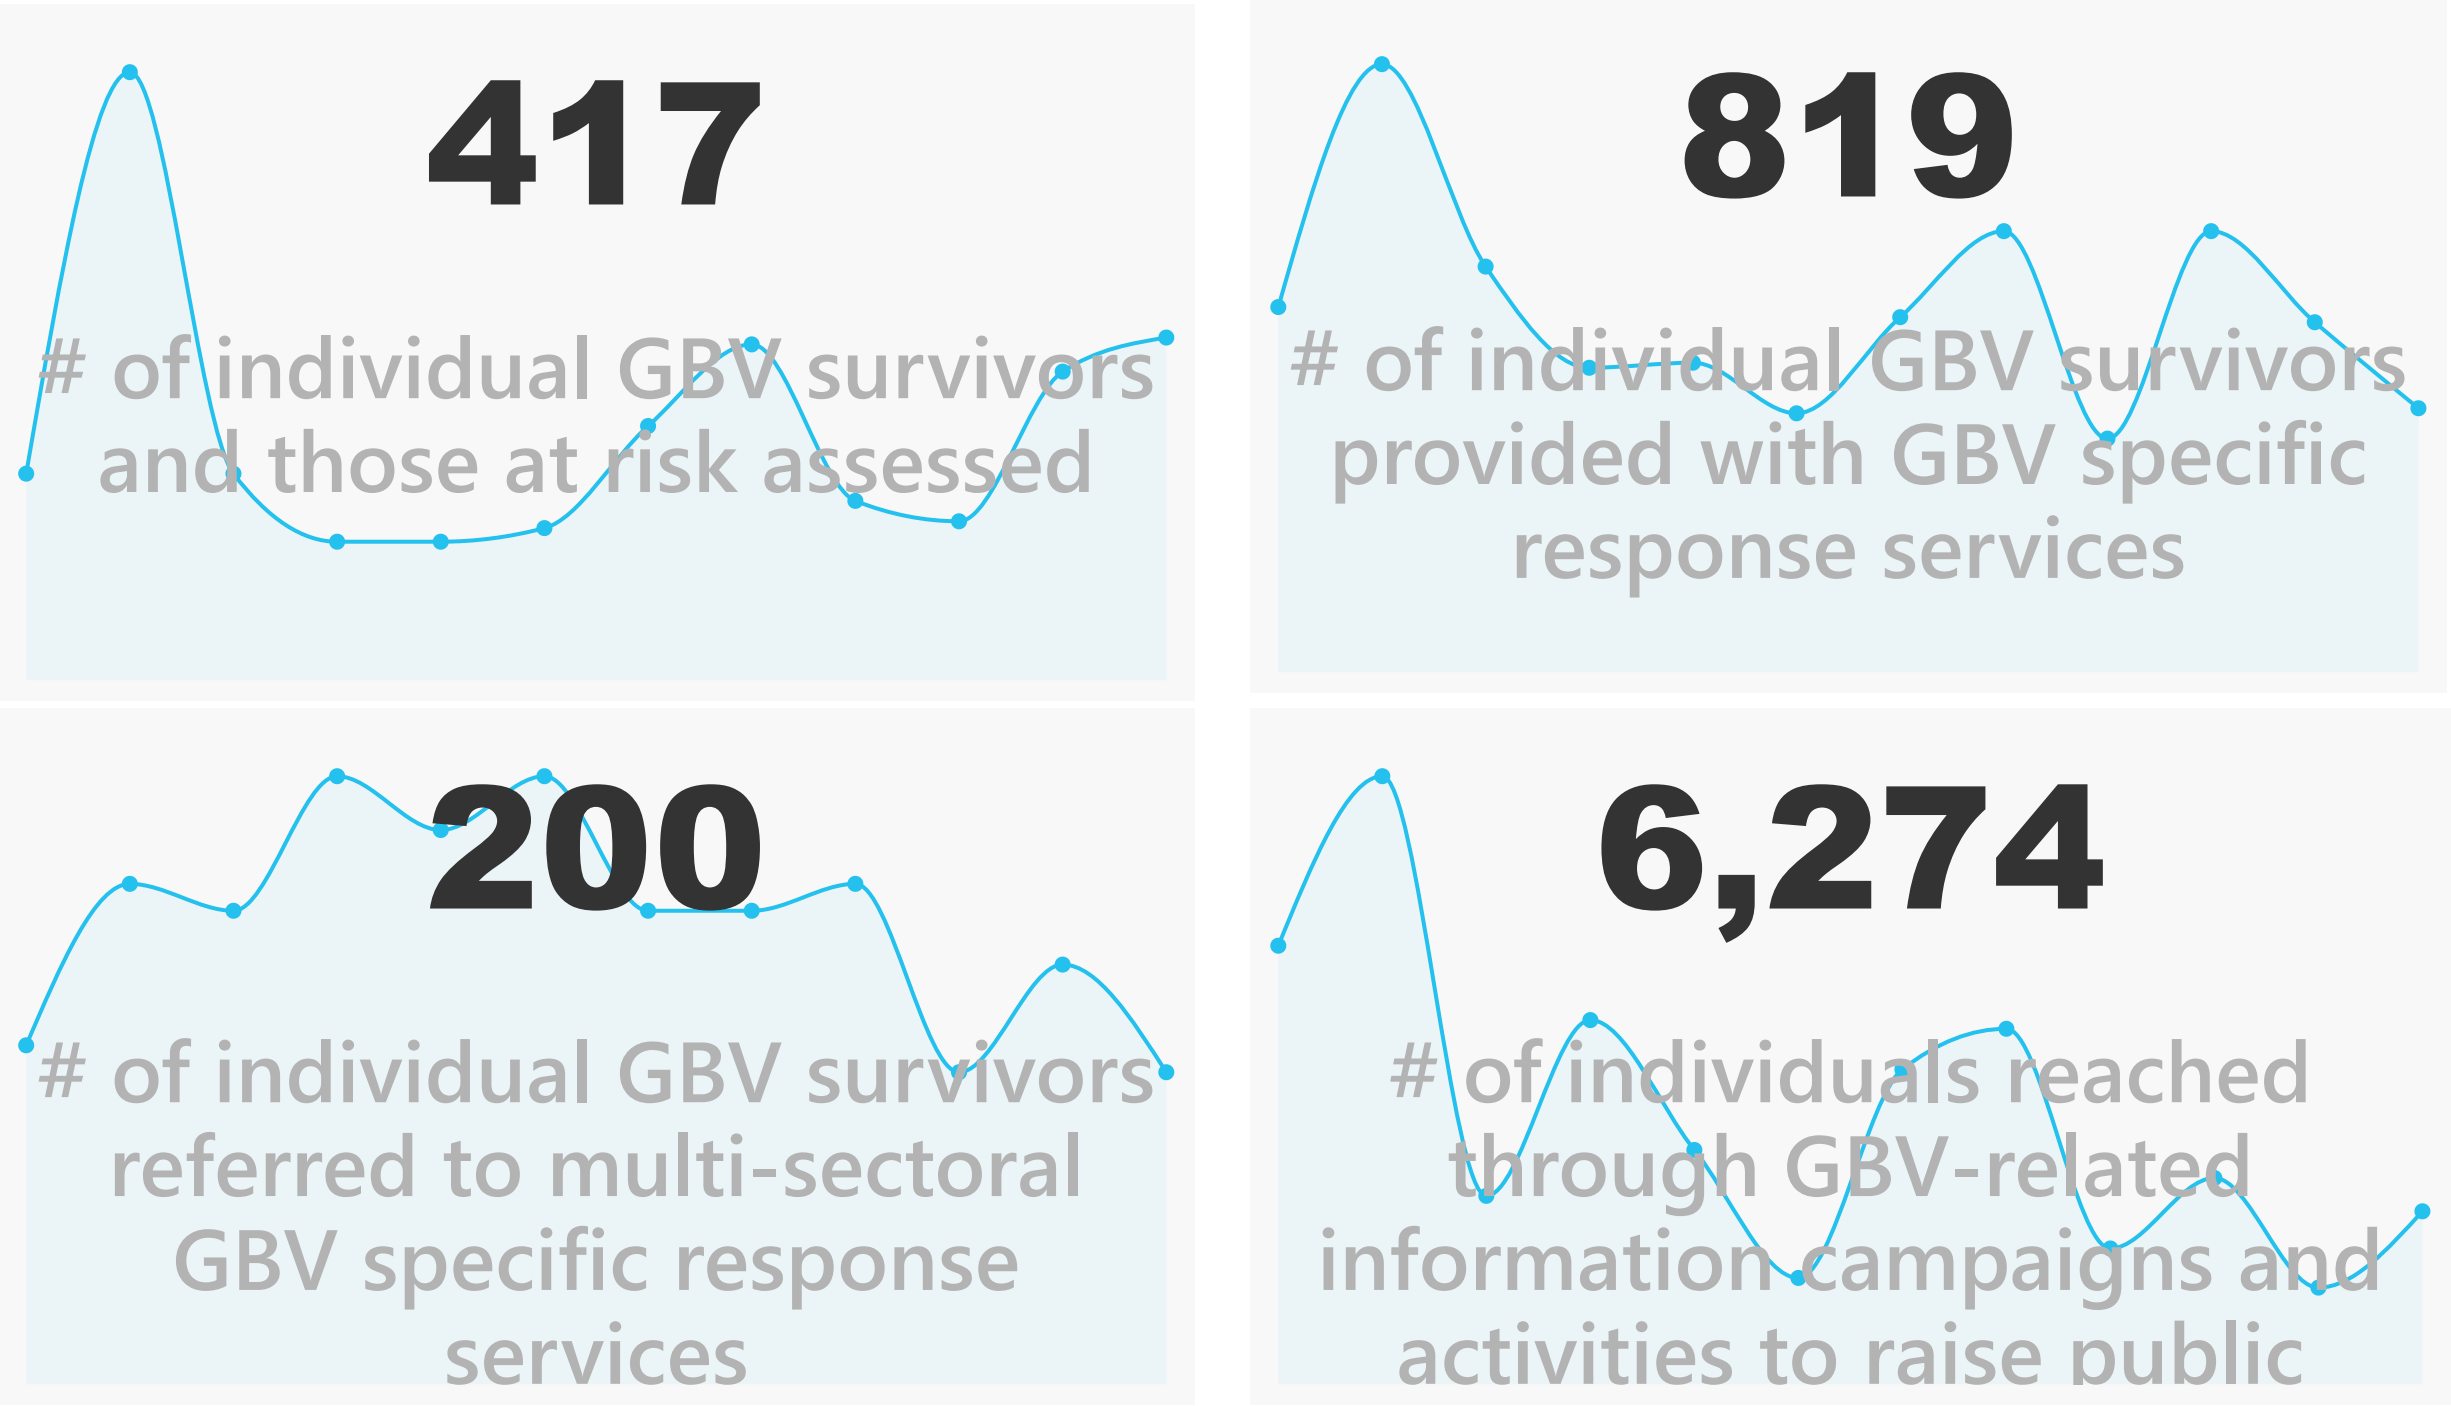 417
# of individual GBV survivors
and those at risk assessed
819
# of individual GBV survivors
provided with GBV specific
response services
200
# of individual GBV survivors
referred to multi-sectoral
GBV specific response
services
6,274
# of individuals reached
through GBV-related
information campaigns and
activities to raise public